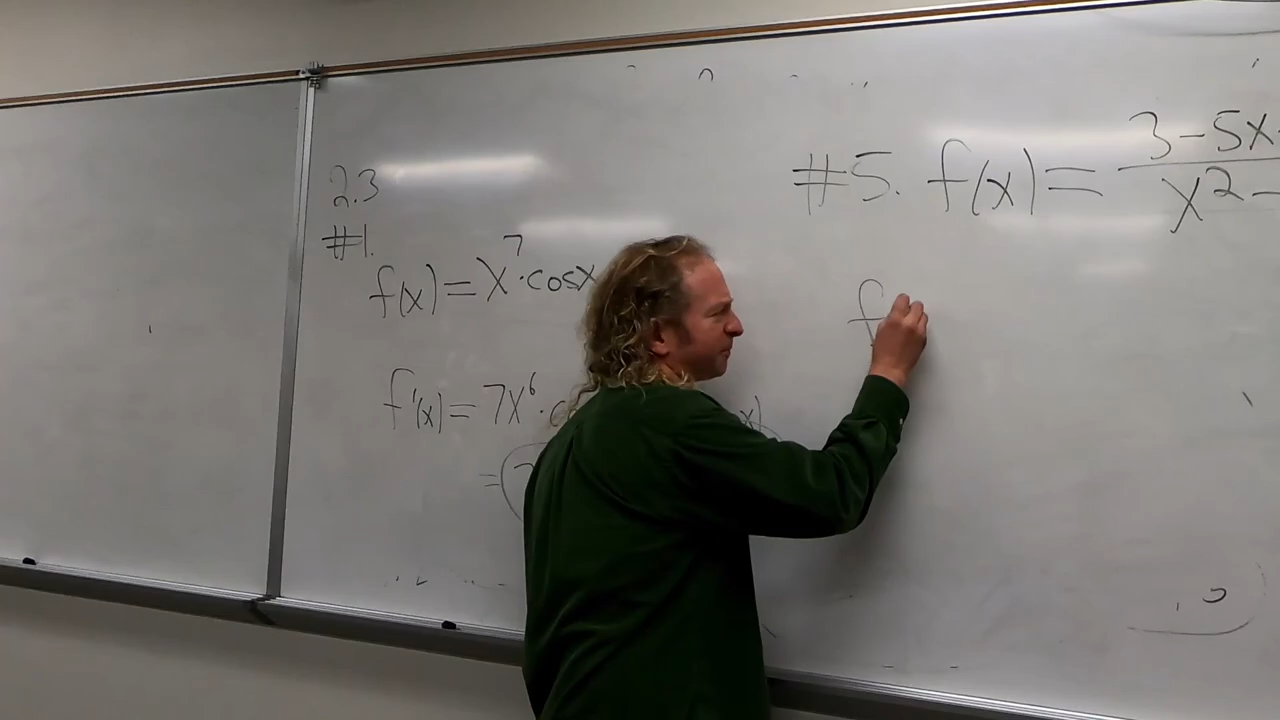 2.3
#1.
f(x) = x⁷·cosx
f'(x) = 7x⁶·
=
#5. f(x) = 3-5x
x²-
f